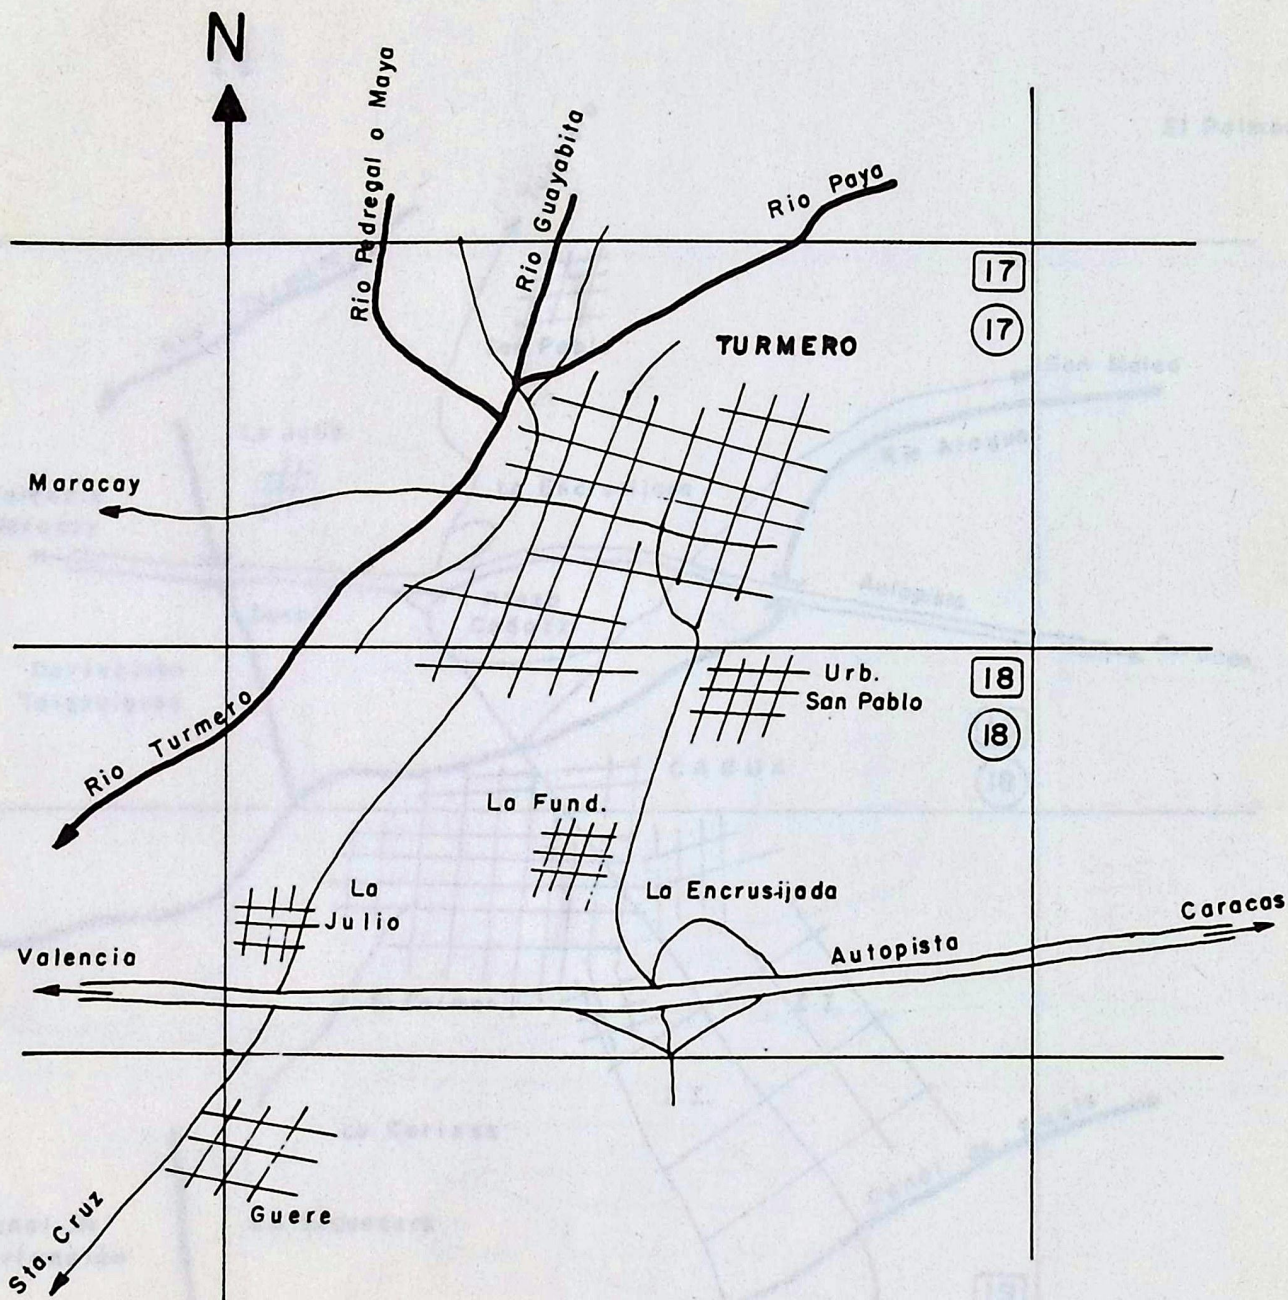 N
Rio Pedregal o Maya
Rio Guayabita
Rio Paya
17
17
TURMERO
Maracay
18
18
Urb.
San Pablo
Rio Turmero
La Fund.
La
Julio
La Encrusijada
Caracas
Autopista
Valencia
Guere
Sta. Cruz